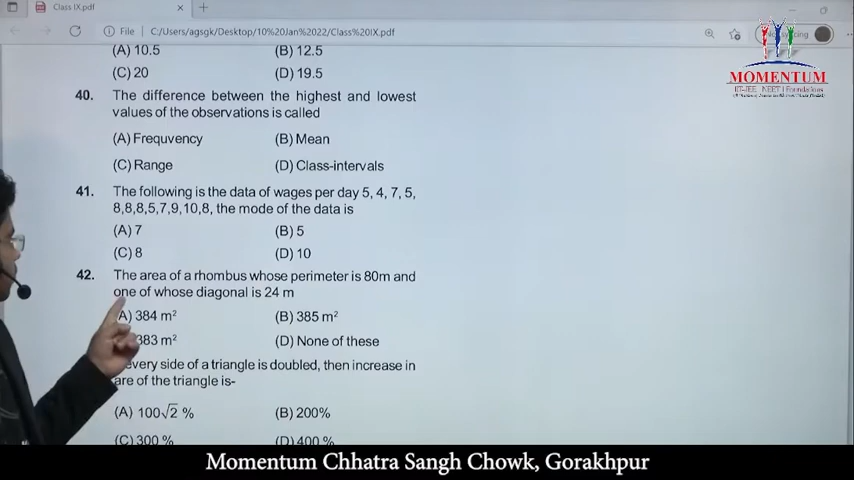 Class IX.pdf
File
C:/Users/agsgk/Desktop/10%20Jan%2022/Class%20IX.pdf
(A) 10.5 (B) 12.5
(C) 20 (D) 19.5
MOMENTUM
40. The difference between the highest and lowest
values of the observations is called
(A) Frequvency (B) Mean
(C) Range (D) Class-intervals
41. The following is the data of wages per day 5, 4, 7, 5,
8,8,8,5,7,9,10,8, the mode of the data is
(A) 7 (B) 5
(C) 8 (D) 10
42. The area of a rhombus whose perimeter is 80m and
one of whose diagonal is 24 m
A) 384 m² (B) 385 m²
383 m² (D) None of these
every side of a triangle is doubled, then increase in
are of the triangle is-
(A) 100√2 % (B) 200%
(C) 300 % (D) 400 %
Momentum Chhatra Sangh Chowk, Gorakhpur